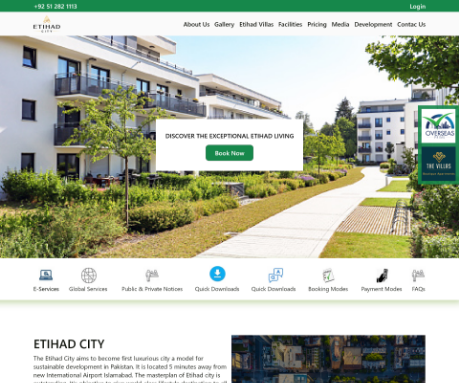 +92 51 282 1113
Login
ETIHAD
CITY
About Us Gallery Etihad Villas Facilities Pricing Media Development Contac Us
OVERSEAS
DISCOVER THE EXCEPTIONAL ETIHAD LIVING
Book Now
THE VILLAS
E-Services Global Services Public & Private Notices Quick Downloads Quick Downloads Booking Modes Payment Modes FAQs
ETIHAD CITY
The Etihad City aims to become first luxurious city a model for
sustainable development in Pakistan. It is located 5 minutes away from
new International Airport Islamabad. The masterplan of Etihad city is